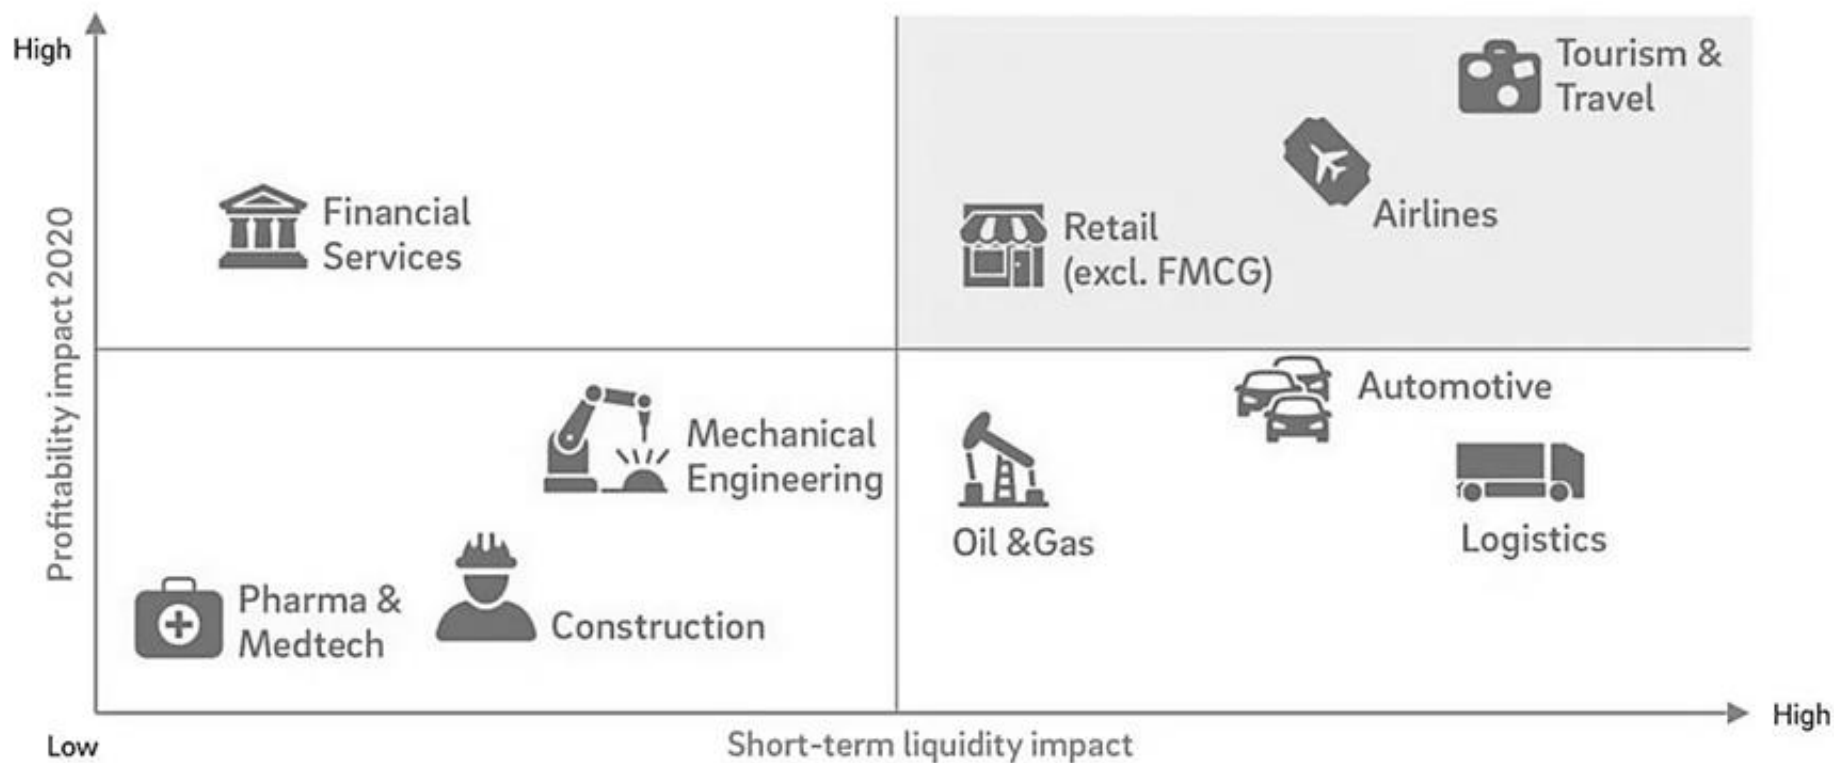 High
Profitability impact 2020
Tourism &
Travel
Airlines
Financial
Services
Retail
(excl. FMCG)
Automotive
Mechanical
Engineering
Oil &Gas
Logistics
Pharma &
Medtech
Construction
Low
Short-term liquidity impact
High